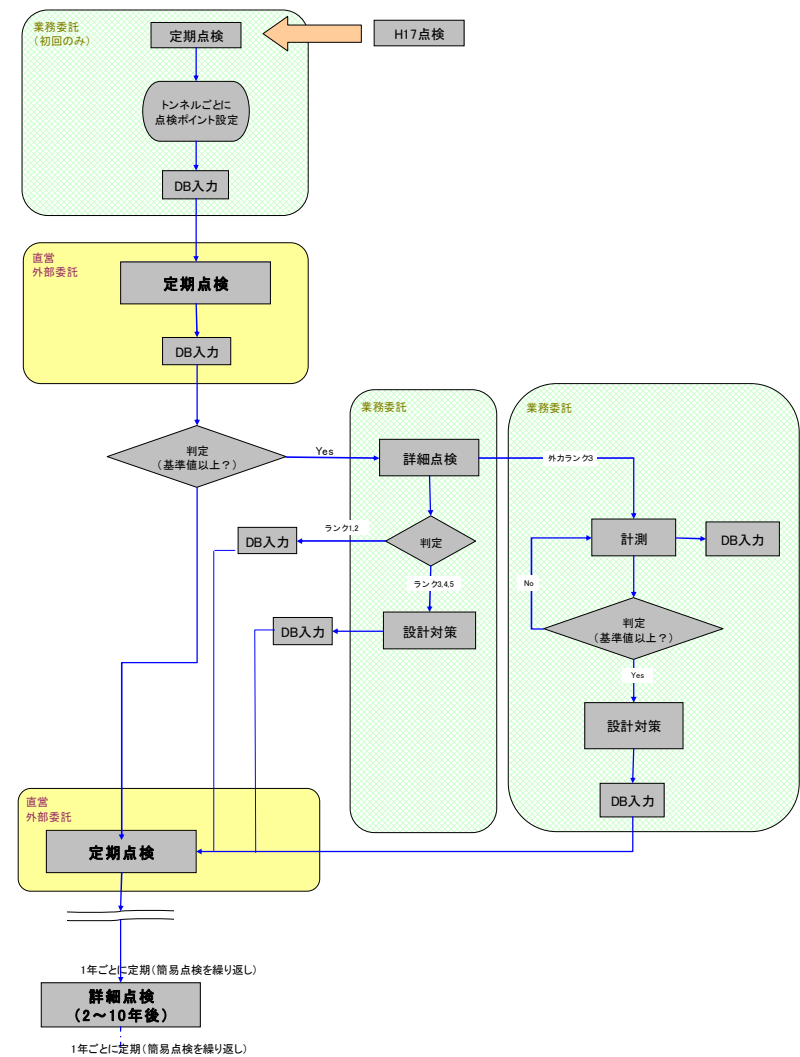 業務委託
(初回のみ)
定期点検
H17点検
トンネルごとに
点検ポイント設定
DB入力
直営
外部委託
定期点検
DB入力
判定
(基準値以上?)
Yes
業務委託
詳細点検
判定
ランク1,2
DB入力
ランク3,4,5
設計対策
DB入力
業務委託
外力ランク3
計測
DB入力
No
判定
(基準値以上?)
Yes
設計対策
DB入力
直営
外部委託
定期点検
1年ごとに定期(簡易点検を繰り返し)
詳細点検
(2~10年後)
1年ごとに定期(簡易点検を繰り返し)